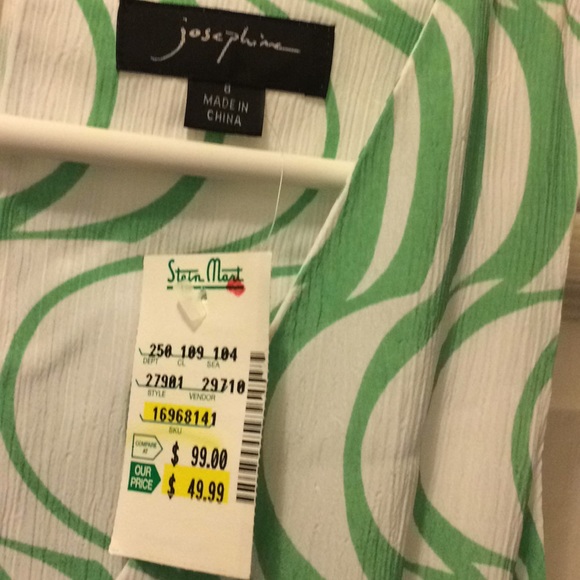 josephine
6
MADE IN
CHINA
Stein Mart
250 109 104
DEPT CL SEA
27901 29710
STYLE VENDOR
16968141
SKU
COMPARE AT $ 99.00
OUR PRICE $ 49.99